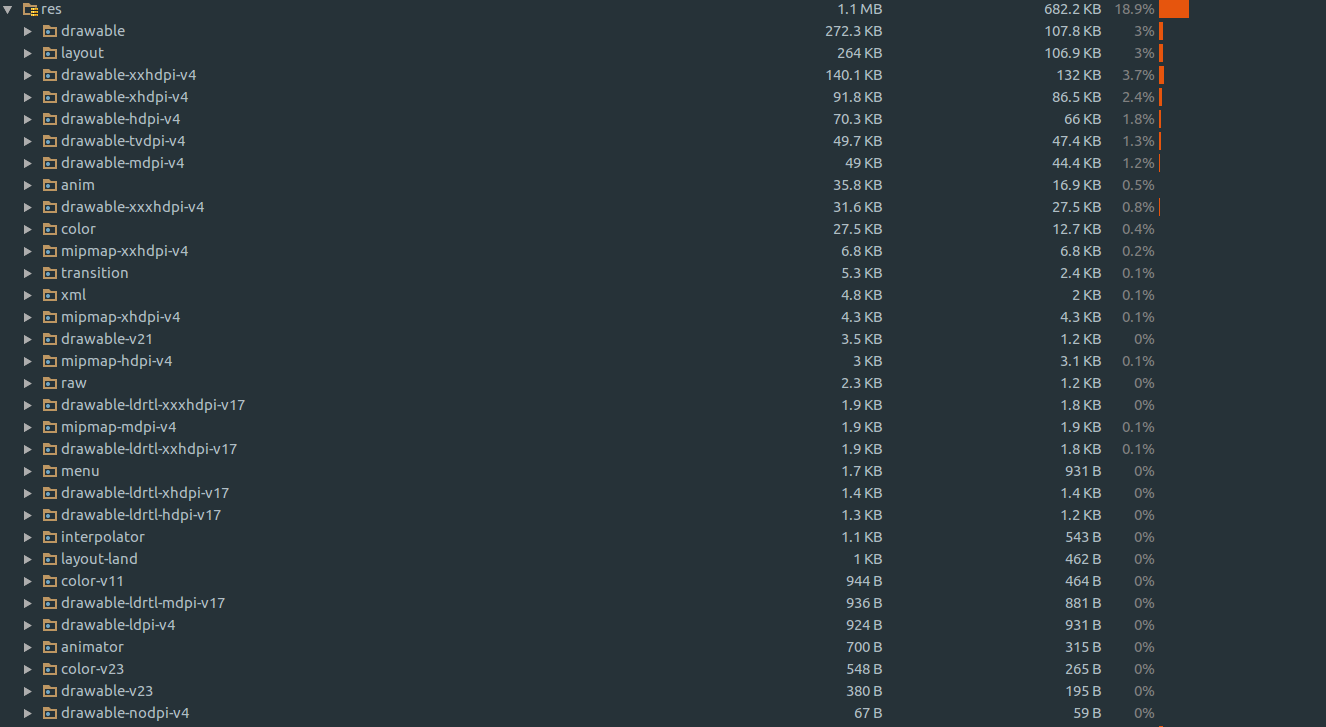 res 1.1 MB 682.2 KB 18.9%
drawable 272.3 KB 107.8 KB 3%
layout 264 KB 106.9 KB 3%
drawable-xxhdpi-v4 140.1 KB 132 KB 3.7%
drawable-xhdpi-v4 91.8 KB 86.5 KB 2.4%
drawable-hdpi-v4 70.3 KB 66 KB 1.8%
drawable-tvdpi-v4 49.7 KB 47.4 KB 1.3%
drawable-mdpi-v4 49 KB 44.4 KB 1.2%
anim 35.8 KB 16.9 KB 0.5%
drawable-xxxhdpi-v4 31.6 KB 27.5 KB 0.8%
color 27.5 KB 12.7 KB 0.4%
mipmap-xxhdpi-v4 6.8 KB 6.8 KB 0.2%
transition 5.3 KB 2.4 KB 0.1%
xml 4.8 KB 2 KB 0.1%
mipmap-xhdpi-v4 4.3 KB 4.3 KB 0.1%
drawable-v21 3.5 KB 1.2 KB 0%
mipmap-hdpi-v4 3 KB 3.1 KB 0.1%
raw 2.3 KB 1.2 KB 0%
drawable-ldrtl-xxxhdpi-v17 1.9 KB 1.8 KB 0%
mipmap-mdpi-v4 1.9 KB 1.9 KB 0.1%
drawable-ldrtl-xxhdpi-v17 1.9 KB 1.8 KB 0.1%
menu 1.7 KB 931 B 0%
drawable-ldrtl-xhdpi-v17 1.4 KB 1.4 KB 0%
drawable-ldrtl-hdpi-v17 1.3 KB 1.2 KB 0%
interpolator 1.1 KB 543 B 0%
layout-land 1 KB 462 B 0%
color-v11 944 B 464 B 0%
drawable-ldrtl-mdpi-v17 936 B 881 B 0%
drawable-ldpi-v4 924 B 931 B 0%
animator 700 B 315 B 0%
color-v23 548 B 265 B 0%
drawable-v23 380 B 195 B 0%
drawable-nodpi-v4 67 B 59 B 0%